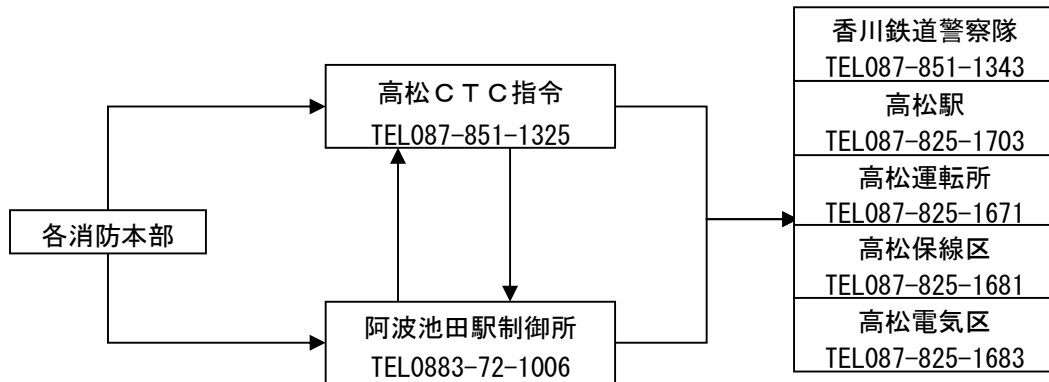 香川鉄道警察隊
TEL087-851-1343
高松駅
TEL087-825-1703
高松運転所
TEL087-825-1671
高松保線区
TEL087-825-1681
高松電気区
TEL087-825-1683
高松ＣＴＣ指令
TEL087-851-1325
各消防本部
阿波池田駅制御所
TEL0883-72-1006